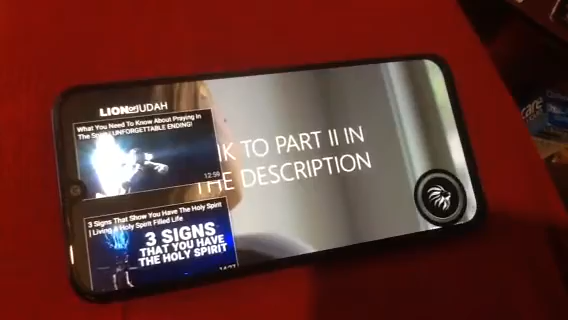 LION OF JUDAH
What You Need To Know About Praying In
The UNFORGETTABLE ENDING!
12:56
TO PART II IN
THE DESCRIPTION
3 Signs That Show You Have The Holy Spirit
| Living A Holy Spirit Filled Life
3 SIGNS
THAT YOU HAVE
THE HOLY SPIRIT